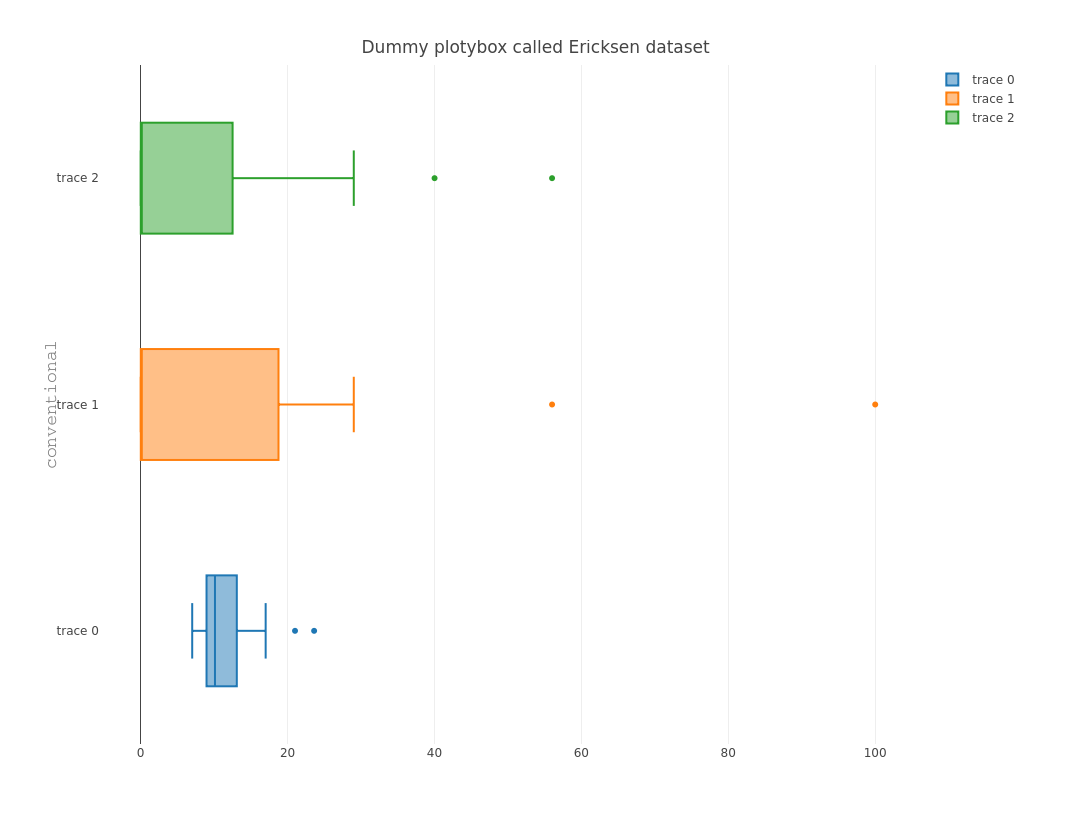 Dummy plotybox called Ericksen dataset
trace 0
trace 1
trace 2
trace 2
conventional
trace 1
trace 0
0 20 40 60 80 100